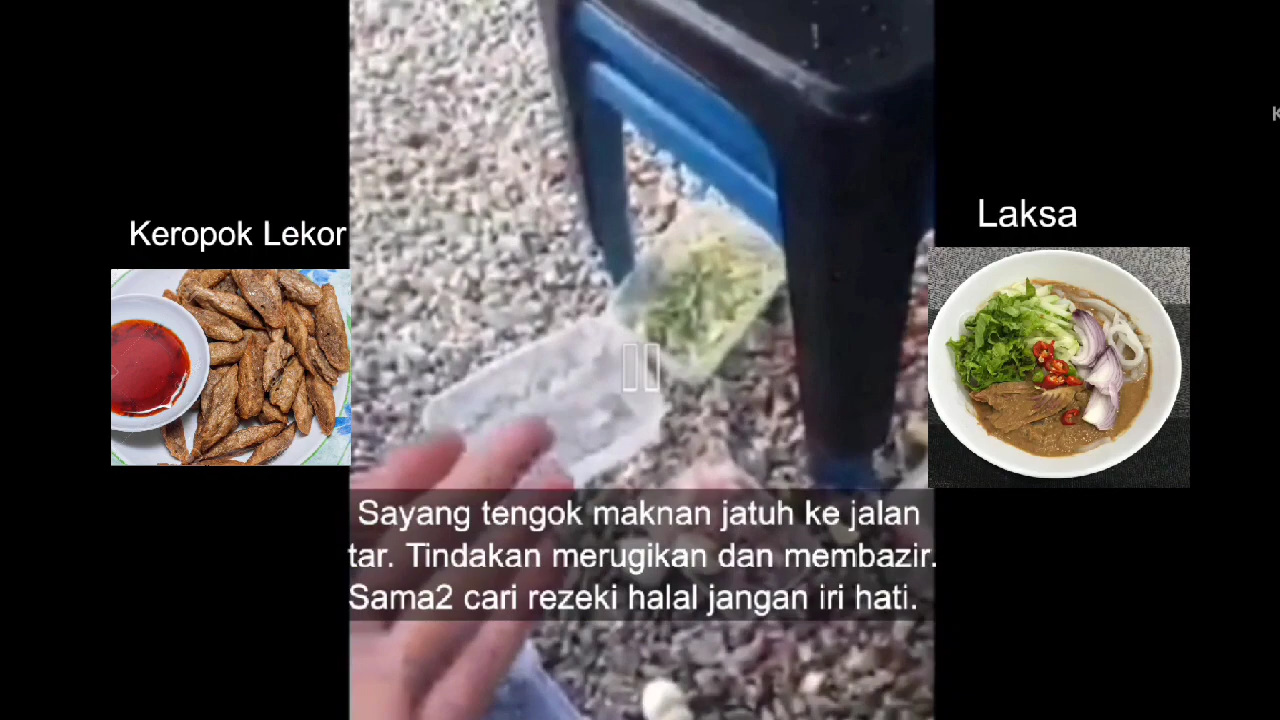 Keropok Lekor
Laksa
Sayang tengok maknan jatuh ke jalan
tar. Tindakan merugikan dan membazir.
Sama2 cari rezeki halal jangan iri hati.
K